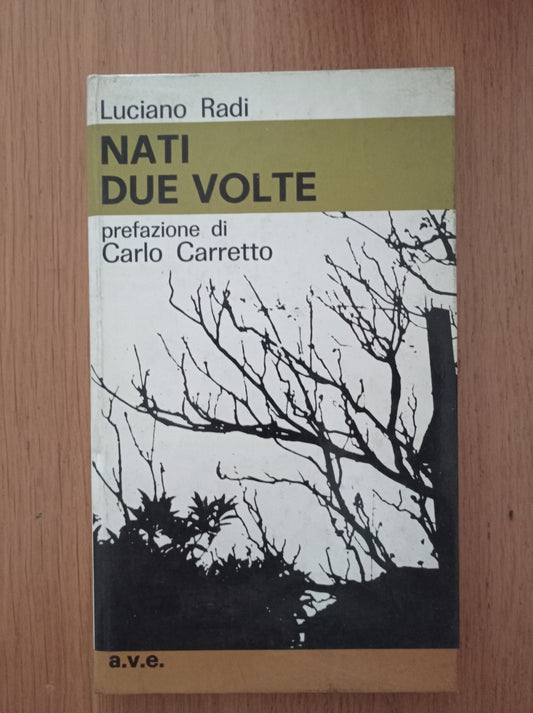 Luciano Radi
NATI
DUE VOLTE
prefazione di
Carlo Carretto
a.v.e.